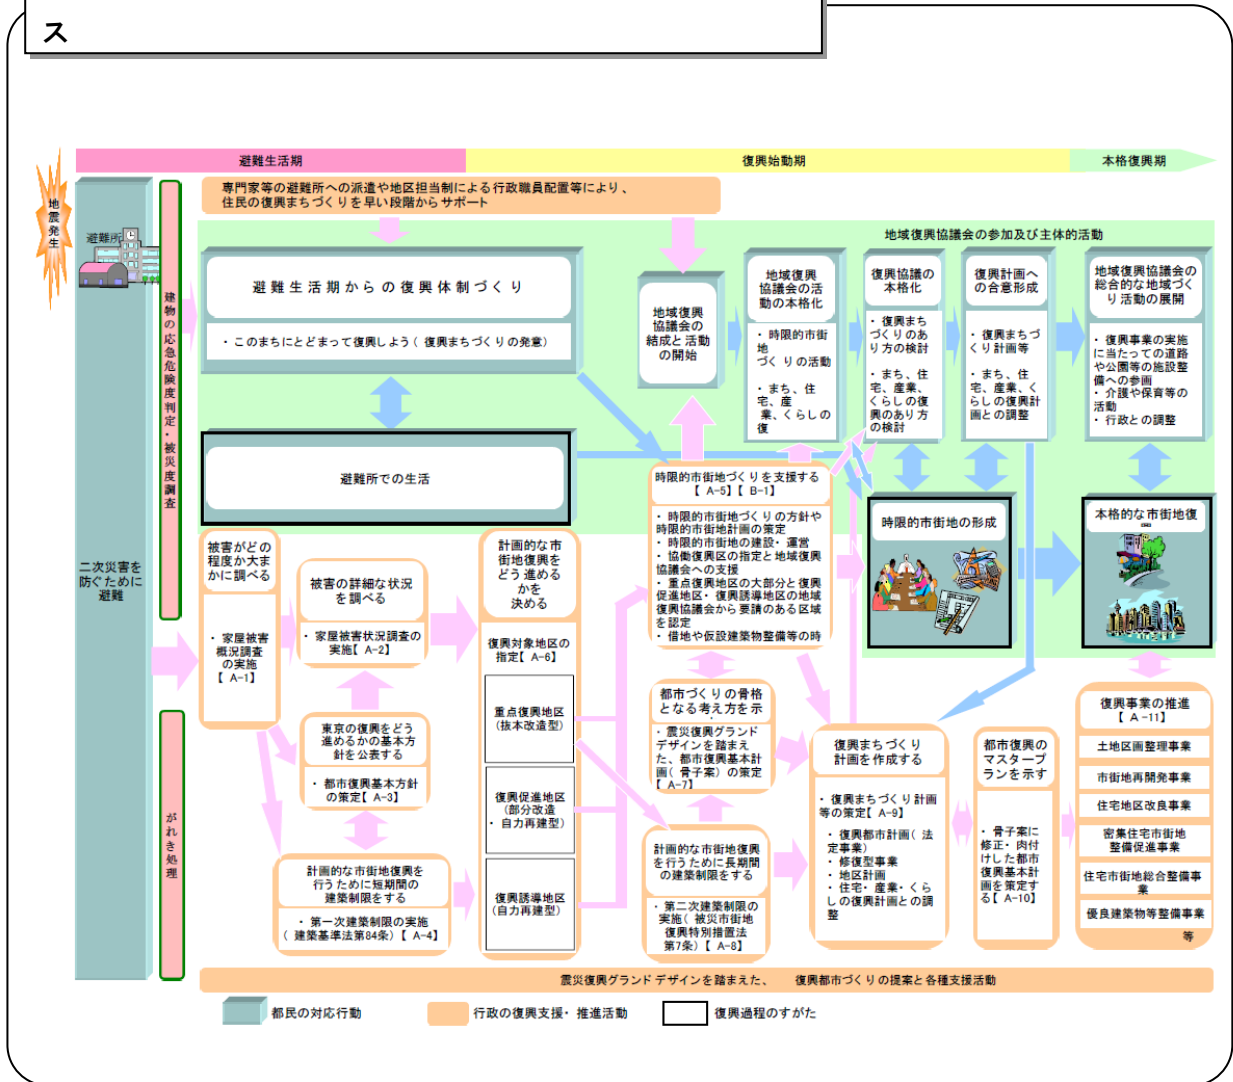 ス
避難生活期
復興始動期
本格復興期
地震発生
専門家等の避難所への派遣や地区担当制による行政職員配置等により、
住民の復興まちづくりを早い段階からサポート
地域復興協議会の参加及び主体的活動
避難所
二次災害を
防ぐために
避難
建物の応急危険度判定・被災度調査
がれき処理
避難生活期からの復興体制づくり
・このまちにとどまって復興しよう(復興まちづくりの発意)
避難所での生活
地域復興
協議会の
結成と活動
の開始
地域復興
協議会の活
動の本格化
・時限的市街
地
づくりの活動
・まち、住
宅、産
業、くらしの
復
復興協議の
本格化
・復興まち
づくりのあ
り方の検討
・まち、住
宅、産業、
くらしの復
興のあり方
の検討
復興計画へ
の合意形成
・復興まちづ
くり計画等
・まち、住
宅、産業、く
らしの復興計
画との調整
地域復興協議会の
総合的な地域づく
り活動の展開
・復興事業の実施
に当たっての道路
や公園等の施設整
備への参画
・介護や保育等の
活動
・行政との調整
時限的市街地の形成
本格的な市街地復
被害がどの
程度か大ま
かに調べる
・家屋被害
概況調査
の実施
【A-1】
被害の詳細な状況
を調べる
・家屋被害状況調査の
実施【A-2】
東京の復興をどう
進めるかの基本方
針を公表する
・都市復興基本方針
の策定【A-3】
計画的な市街地復興を
行うために短期間の
建築制限をする
・第一次建築制限の実施
(建築基準法第84条)【A-4】
計画的な市
街地復興を
どう進める
かを
決める
復興対象地区の
指定【A-6】
重点復興地区
(抜本改造型)
復興促進地区
(部分改造
・自力再建型)
復興誘導地区
(自力再建型)
時限的市街地づくりを支援する
【A-5】【B-1】
・時限的市街地づくりの方針や
時限的市街地計画の策定
・時限的市街地の建設・運営
・協働復興区の指定と地域復興
協議会への支援
・重点復興地区の大部分と復興
促進地区・復興誘導地区の地域
復興協議会から要請のある区域
を認定
・借地や仮設建築物整備等の時
都市づくりの骨格
となる考え方を示
・震災復興グランド
デザインを踏まえ
た、都市復興基本計
画(骨子案)の策定
【A-7】
計画的な市街地復興
を行うために長期間
の建築制限をする
・第二次建築制限の
実施(被災市街地
復興特別措置法
第7条)【A-8】
復興まちづくり
計画を作成する
・復興まちづくり計画
等の策定【A-9】
・復興都市計画(法
定事業)
・修復型事業
・地区計画
・住宅・産業・くら
しの復興計画との調
整
都市復興の
マスタープ
ランを示す
・骨子案に
修正・肉付
けした都市
復興基本計
画を策定す
る【A-10】
復興事業の推進
【A-11】
土地区画整理事業
市街地再開発事業
住宅地区改良事業
密集住宅市街地
整備促進事業
住宅市街地総合整備事
業
優良建築物等整備事業
等
震災復興グランドデザインを踏まえた、 復興都市づくりの提案と各種支援活動
都民の対応行動
行政の復興支援・推進活動
復興過程のすがた